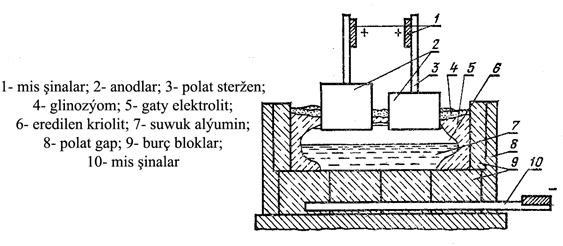 1- mis şinalar; 2- anodlar; 3- polat steržen;
4- glinozýom; 5- gaty elektrolit;
6- eredilen kriolit; 7- suwuk alýumin;
8- polat gap; 9- burç bloklar;
10- mis şinalar
1
+ +
2
3
4 5 6
7
8
9 10
-